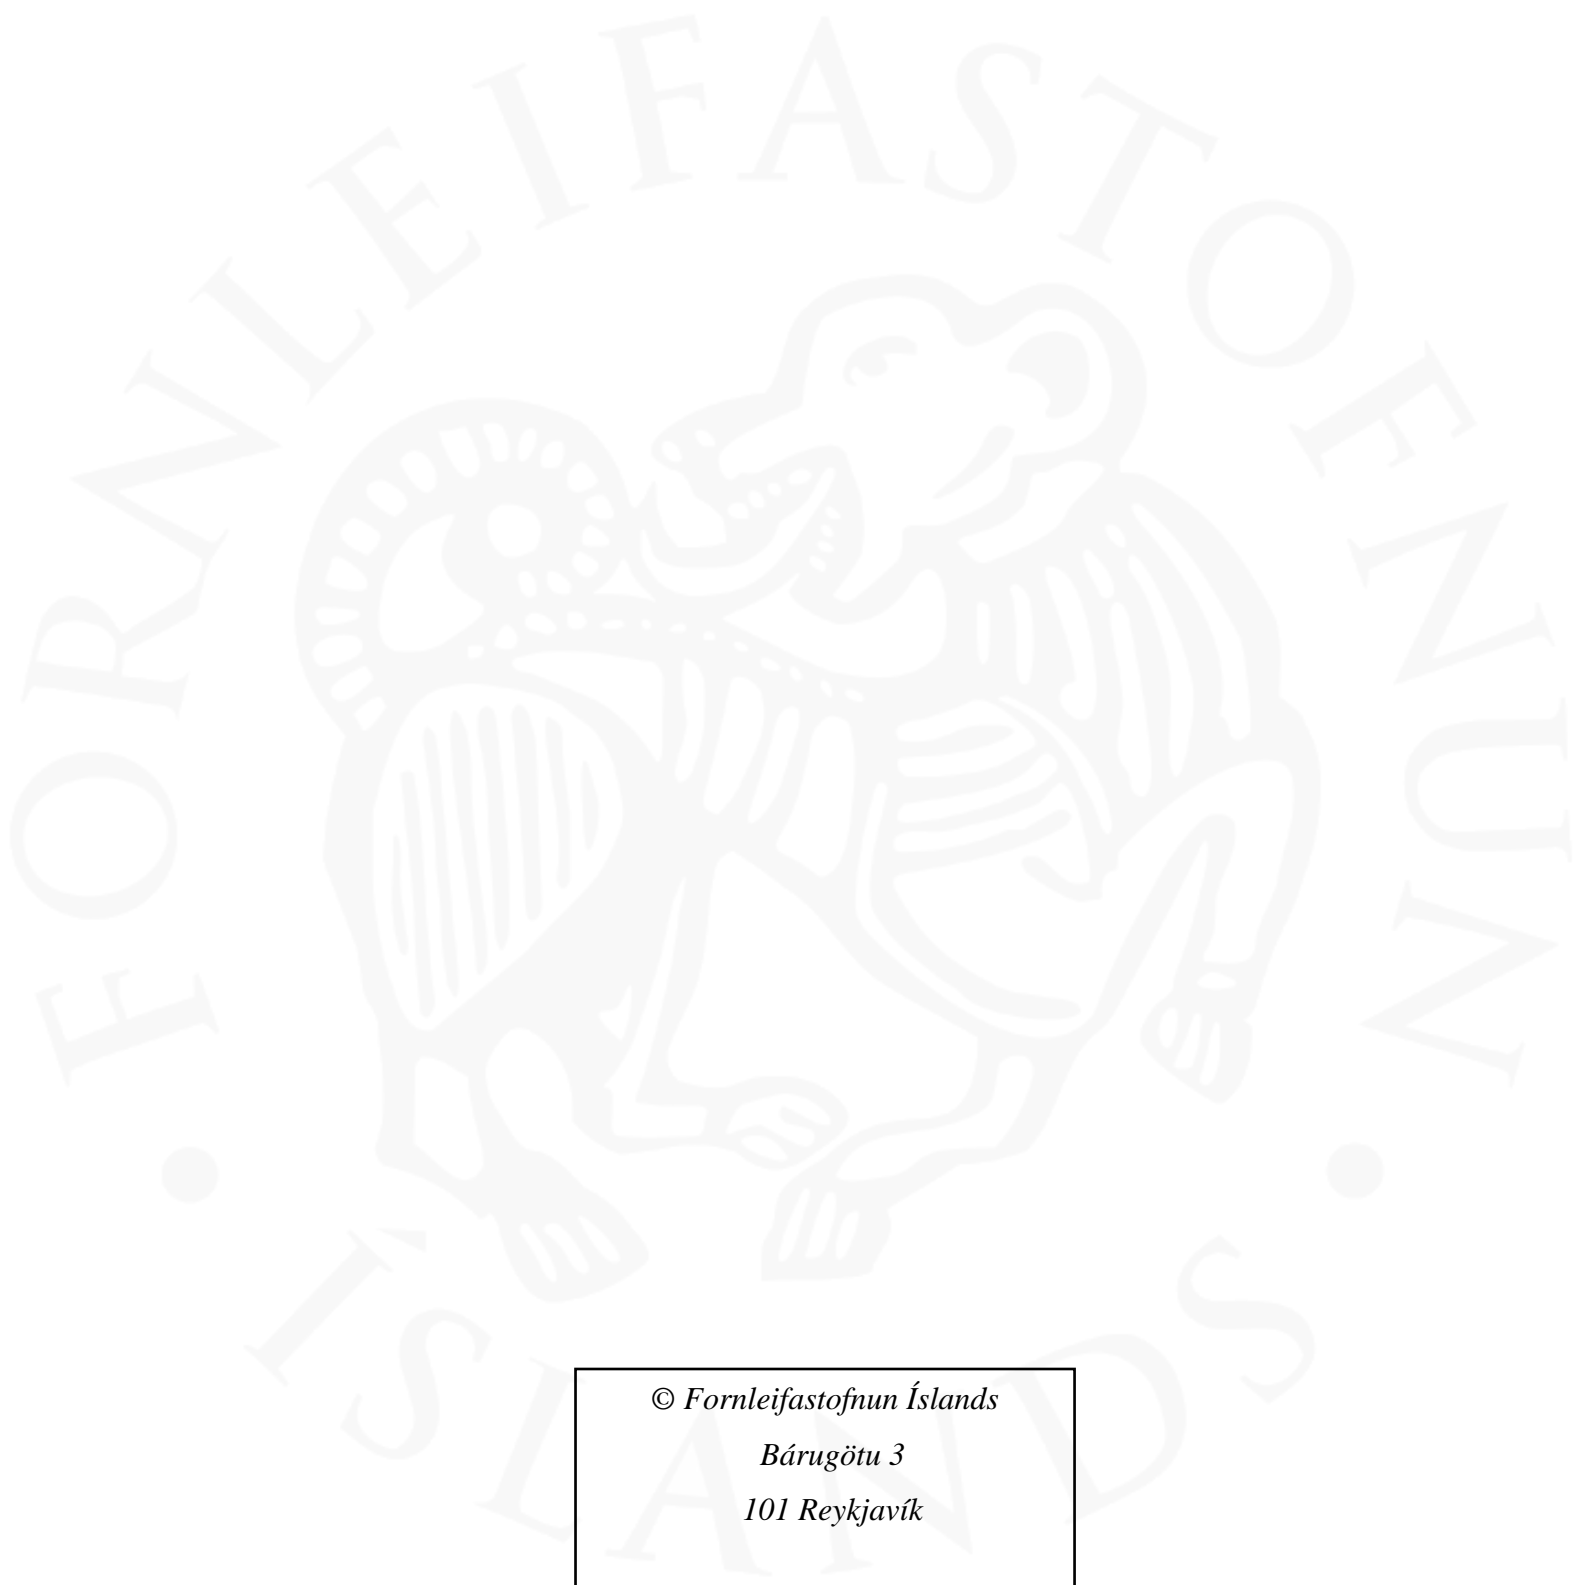 FORNLEIFASTOFNUN
ÍSLANDS
© Fornleifastofnun Íslands
Bárugötu 3
101 Reykjavík